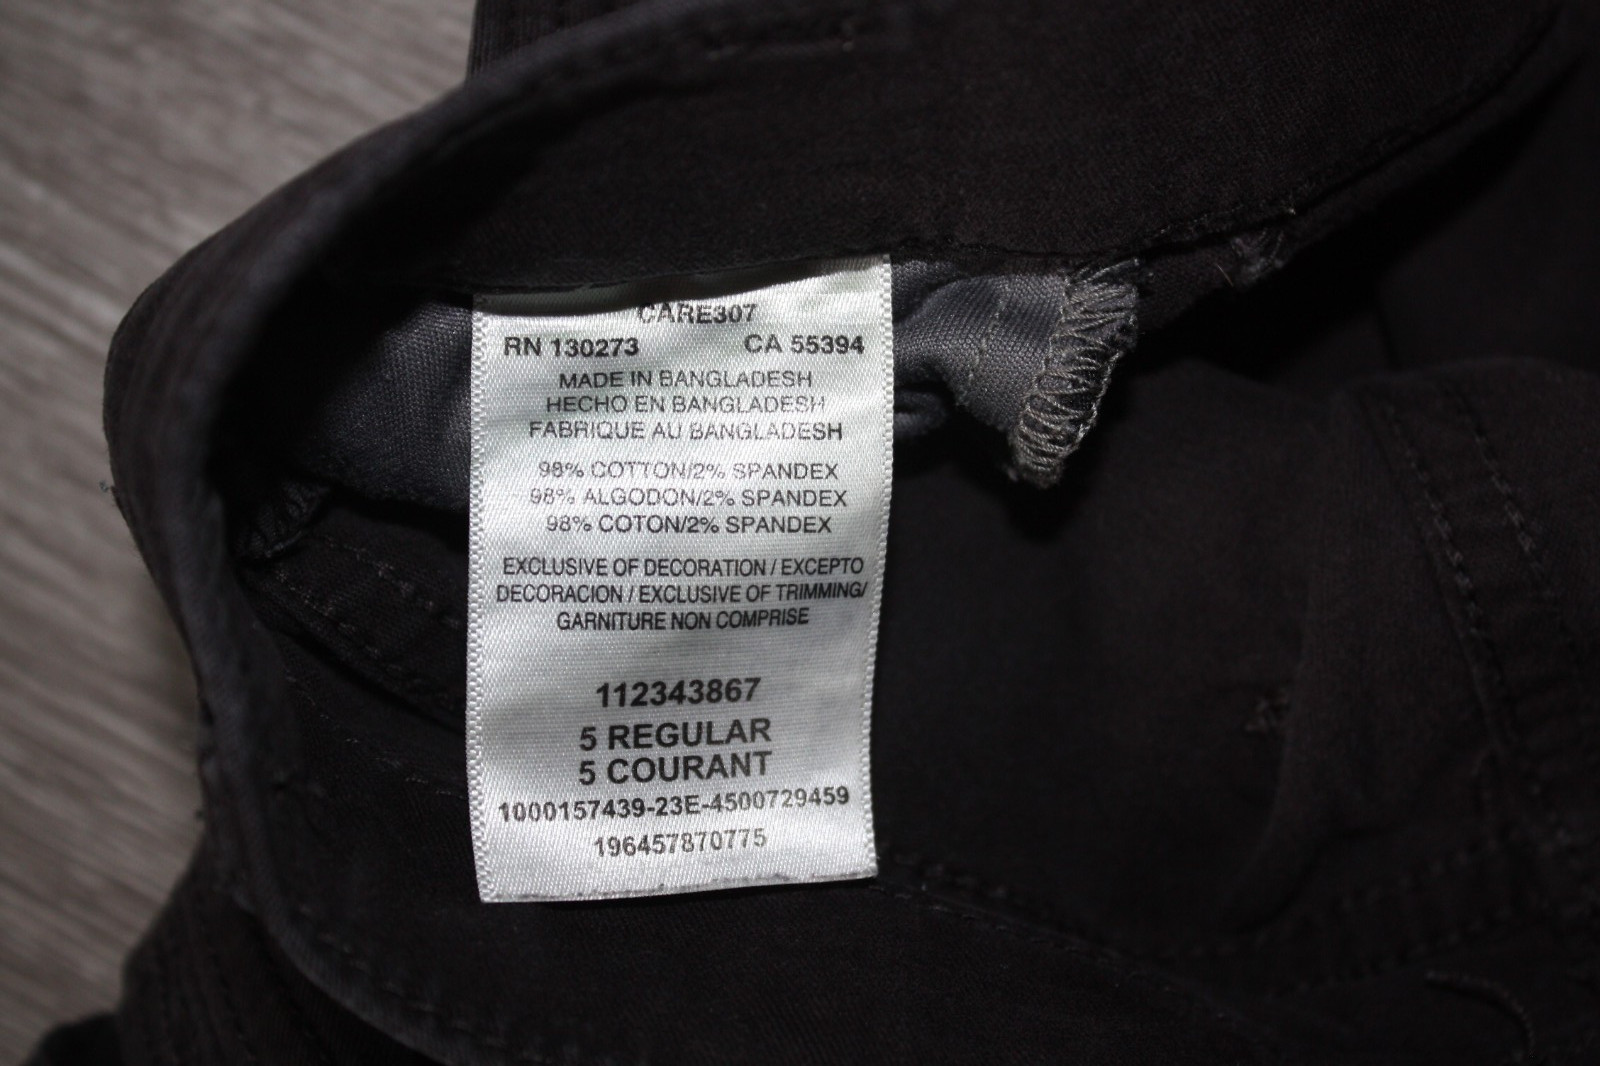 CARE307
RN 130273 CA 55394
MADE IN BANGLADESH
HECHO EN BANGLADESH
FABRIQUE AU BANGLADESH
98% COTTON/2% SPANDEX
98% ALGODON/2% SPANDEX
98% COTON/2% SPANDEX
EXCLUSIVE OF DECORATION / EXCEPTO
DECORACION / EXCLUSIVE OF TRIMMING/
GARNITURE NON COMPRISE
112343867
5 REGULAR
5 COURANT
1000157439-23E-4500729459
196457870775